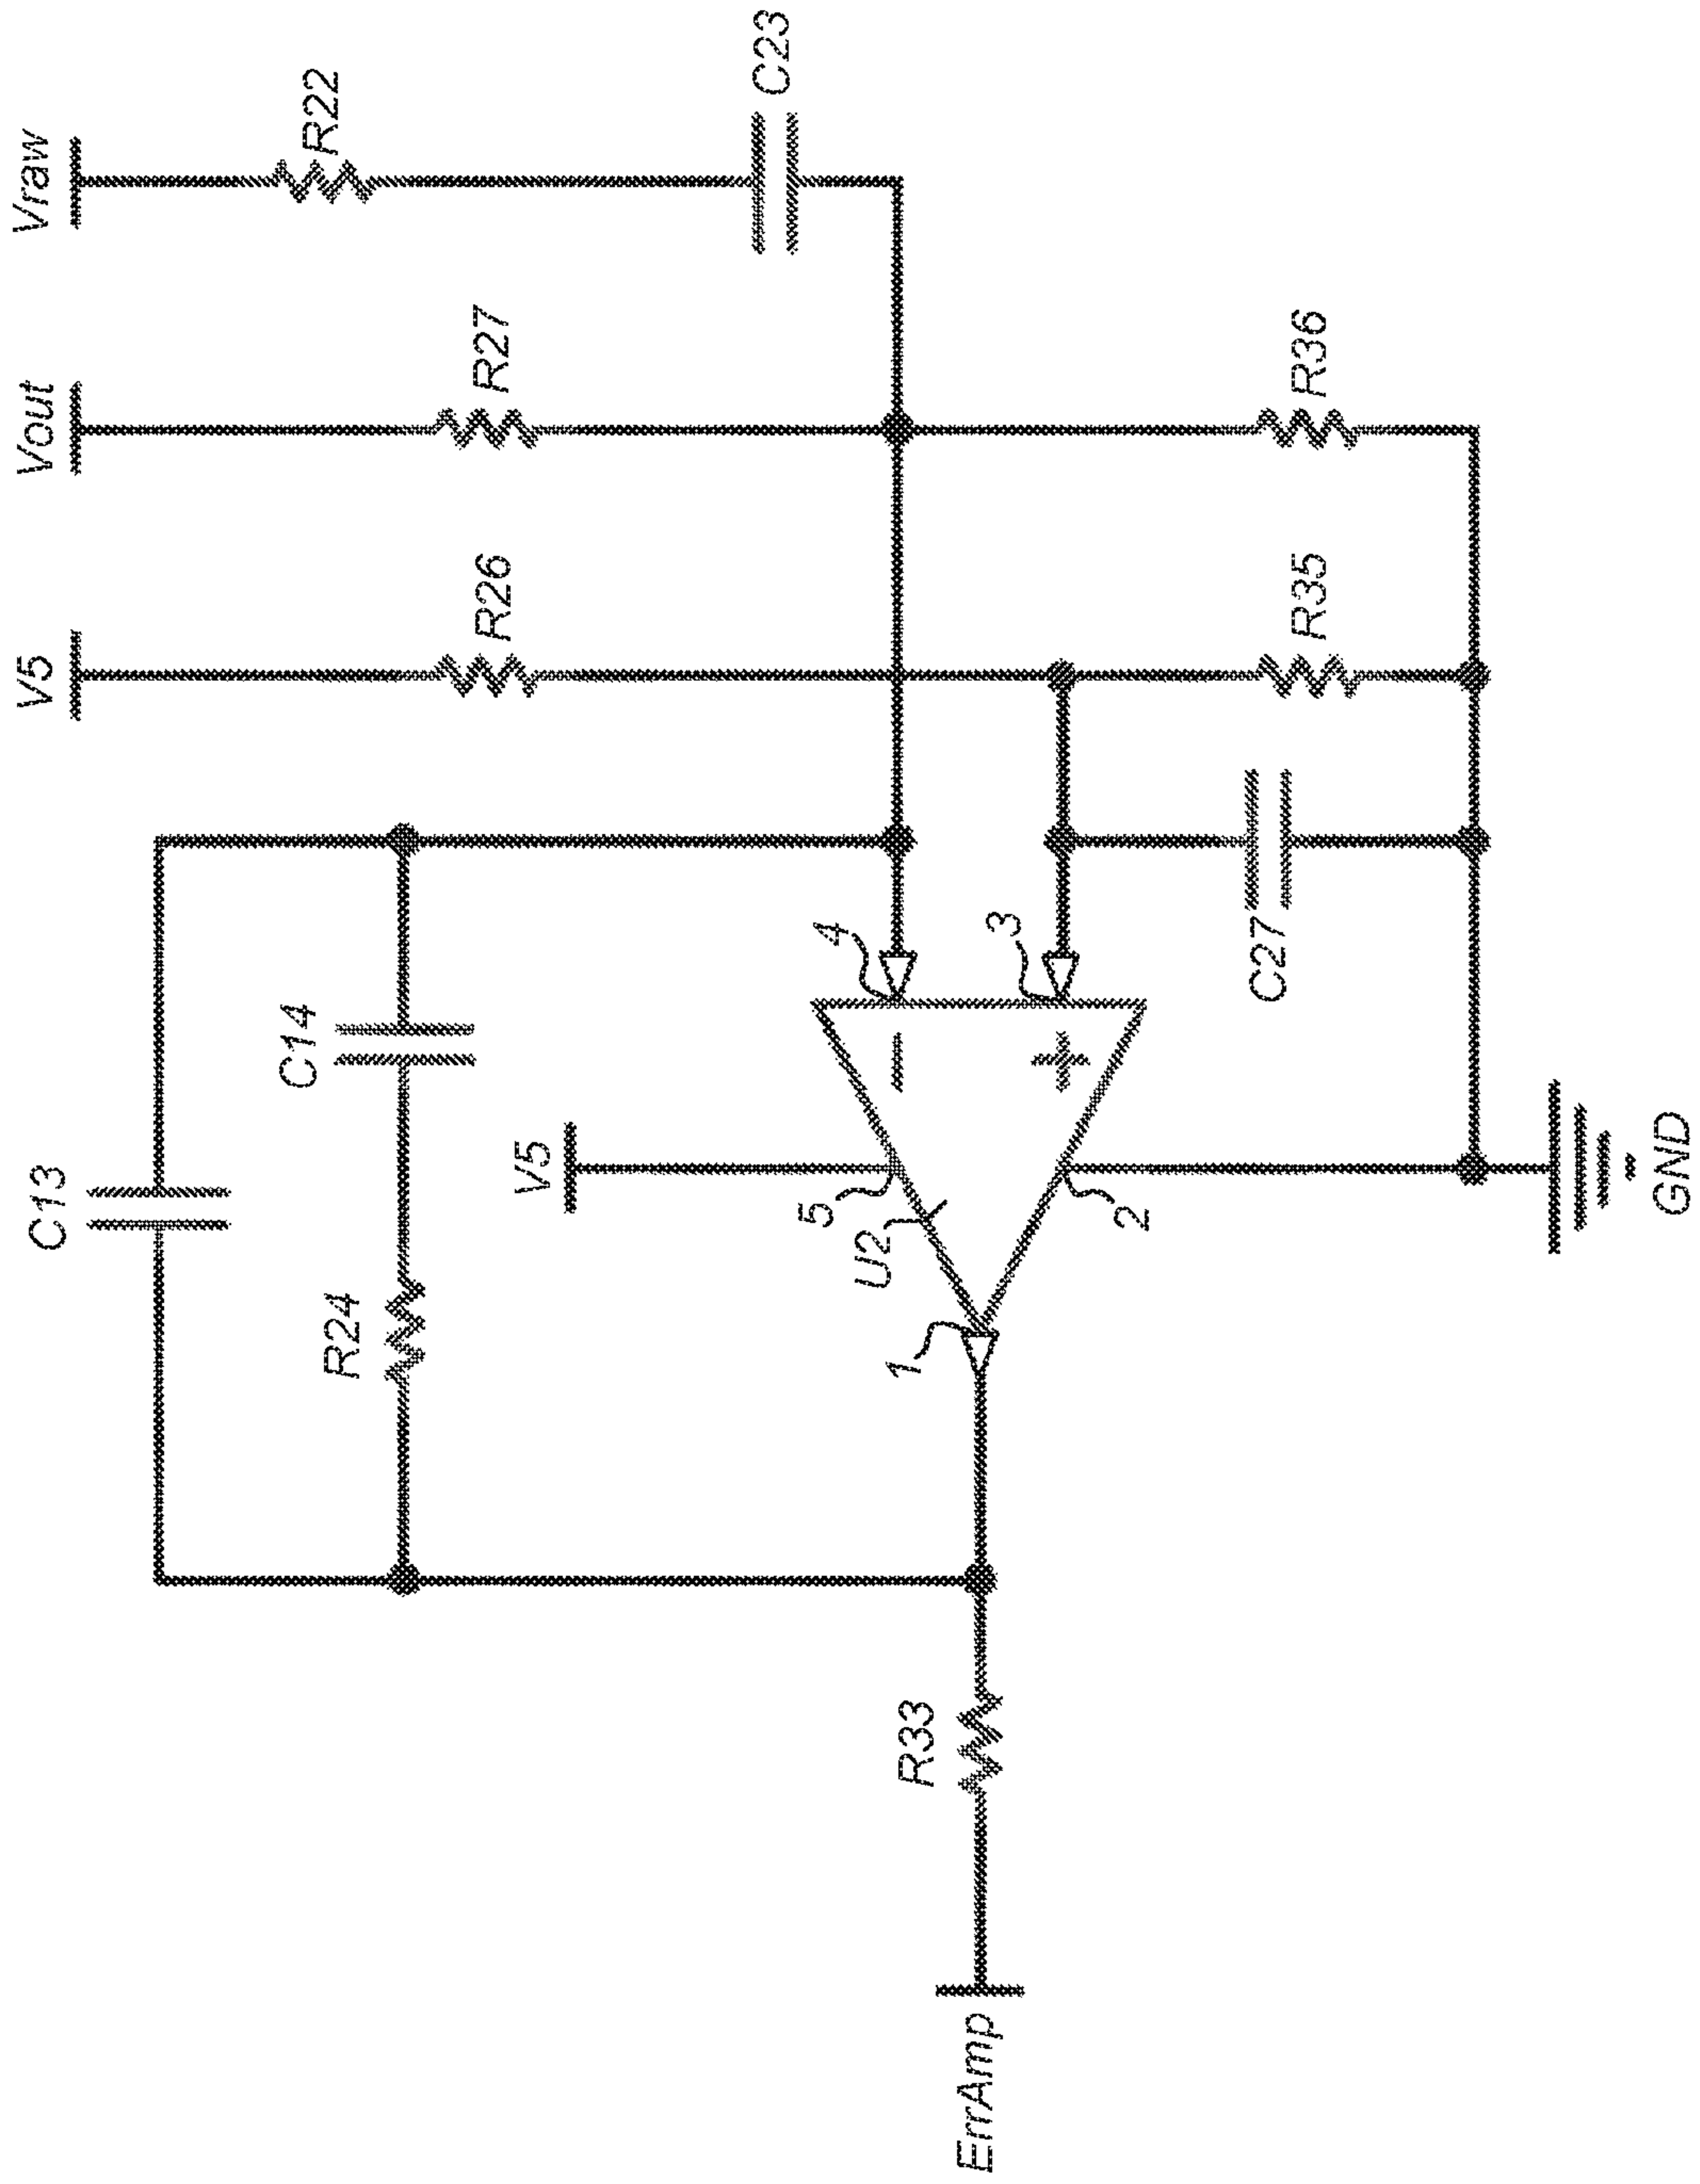 Vraw
R22
C23
Vout
R27
R36
V5
R26
R35
C13
C14
R24
V5
4
3
C27
5
U2
2
1
GND
R33
ErrAmp